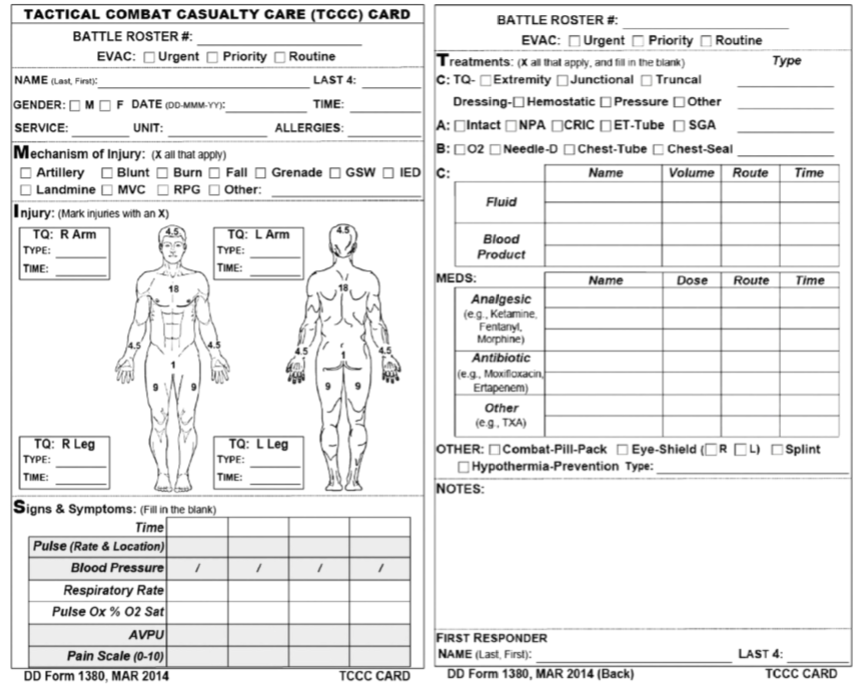 TACTICAL COMBAT CASUALTY CARE (TCCC) CARD
BATTLE ROSTER #:
EVAC: Urgent Priority Routine
NAME (Last, First): LAST 4:
GENDER: M F DATE (DD-MMM-YY): TIME:
SERVICE: UNIT: ALLERGIES:
Mechanism of Injury: (X all that apply)
Artillery Blunt Burn Fall Grenade GSW IED
Landmine MVC RPG Other:
Injury: (Mark injuries with an X)
TQ: R Arm
TYPE:
TIME:
4.5
TQ: L Arm
TYPE:
TIME:
4.5
18
18
4.5
4.5
4.5
4.5
1
1
9 9
9 9
TQ: R Leg
TYPE:
TIME:
TQ: L Leg
TYPE:
TIME:
Signs & Symptoms: (Fill in the blank)
Time
Pulse (Rate & Location)
Blood Pressure / / / /
Respiratory Rate
Pulse Ox % O2 Sat
AVPU
Pain Scale (0-10)
DD Form 1380, MAR 2014 TCCC CARD
BATTLE ROSTER #:
EVAC: Urgent Priority Routine
Treatments: (X all that apply, and fill in the blank) Type
C: TQ- Extremity Junctional Truncal
Dressing- Hemostatic Pressure Other
A: Intact NPA CRIC ET-Tube SGA
B: O2 Needle-D Chest-Tube Chest-Seal
C: Name Volume Route Time
Fluid
Blood
Product
MEDS: Name Dose Route Time
Analgesic
(e.g., Ketamine,
Fentanyl,
Morphine)
Antibiotic
(e.g., Moxifloxacin,
Ertapenem)
Other
(e.g., TXA)
OTHER: Combat-Pill-Pack Eye-Shield ( R L) Splint
Hypothermia-Prevention Type:
NOTES:
FIRST RESPONDER
NAME (Last, First): LAST 4:
DD Form 1380, MAR 2014 (Back) TCCC CARD